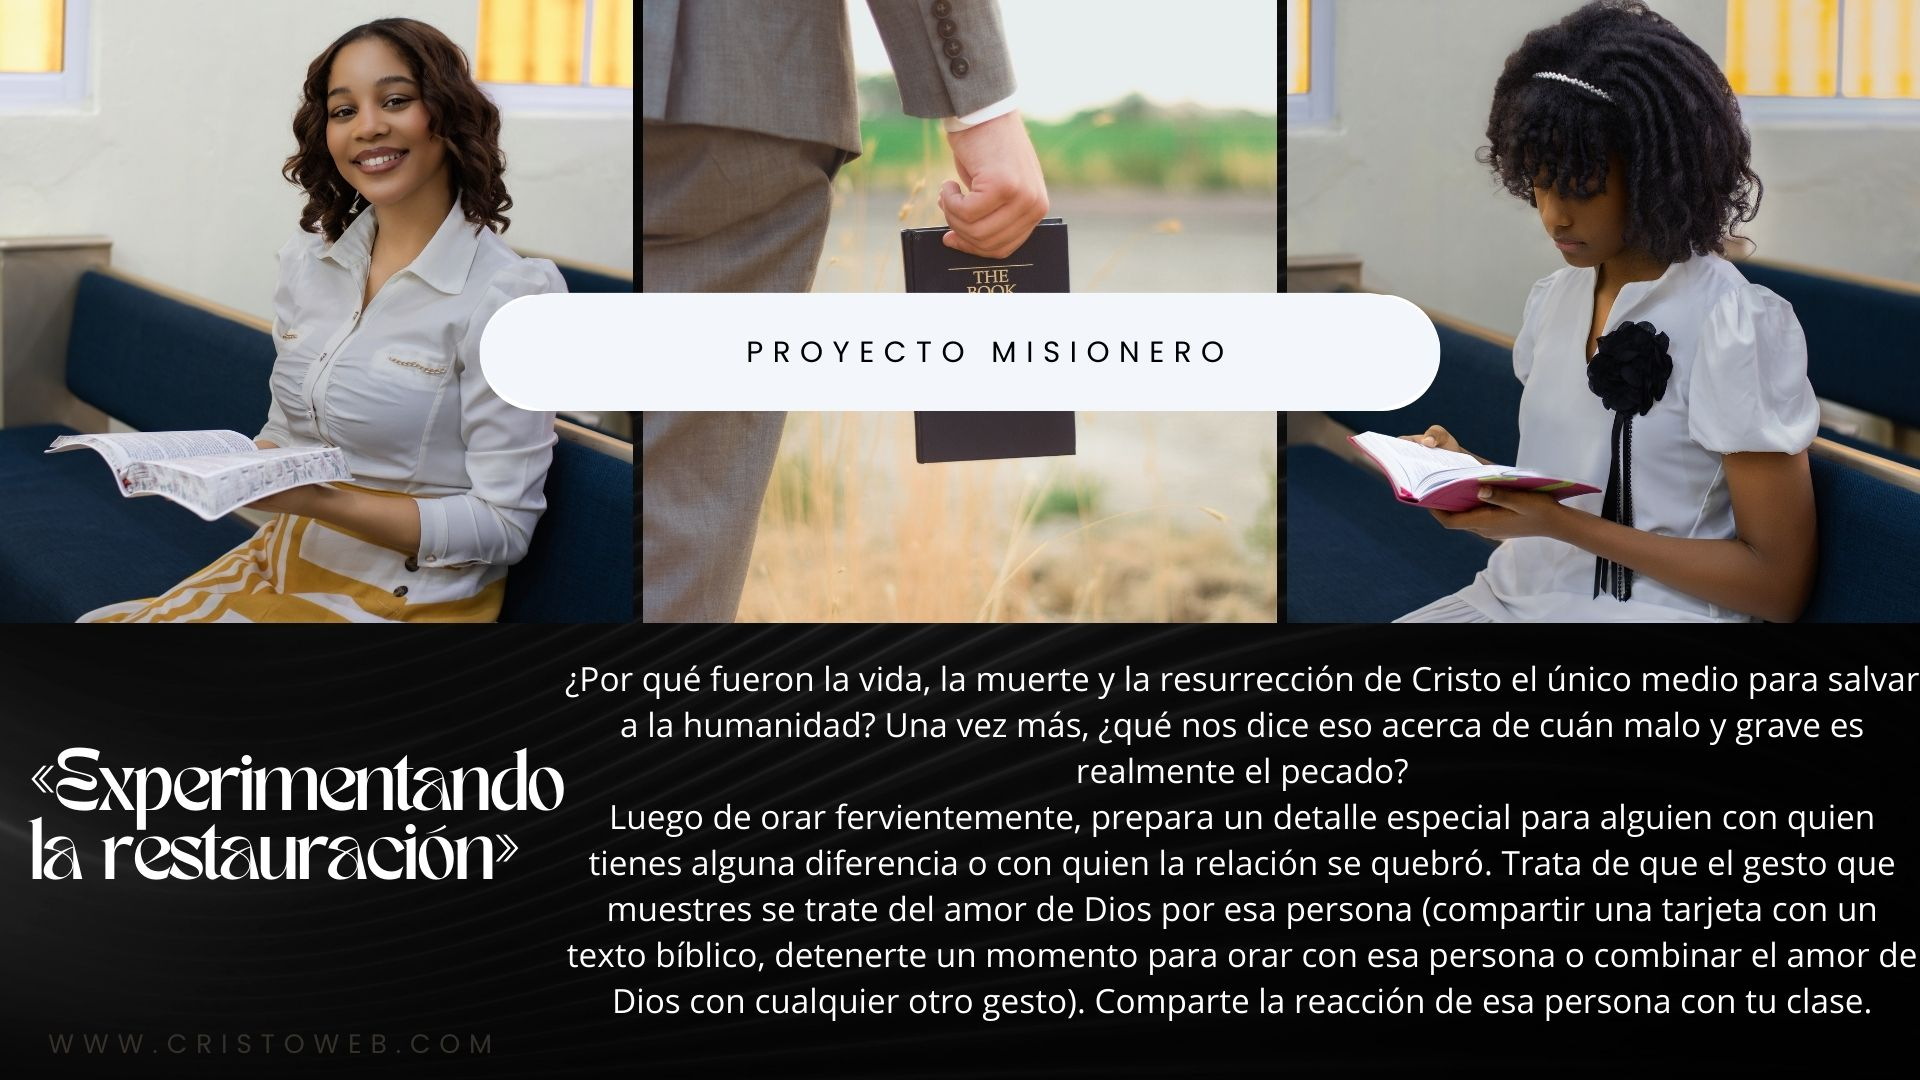 THE
BOOK
PROYECTO MISIONERO
«Experimentando
la restauración»
¿Por qué fueron la vida, la muerte y la resurrección de Cristo el único medio para salvar
a la humanidad? Una vez más, ¿qué nos dice eso acerca de cuán malo y grave es
realmente el pecado?
Luego de orar fervientemente, prepara un detalle especial para alguien con quien
tienes alguna diferencia o con quien la relación se quebró. Trata de que el gesto que
muestres se trate del amor de Dios por esa persona (compartir una tarjeta con un
texto bíblico, detenerte un momento para orar con esa persona o combinar el amor de
Dios con cualquier otro gesto). Comparte la reacción de esa persona con tu clase.
WWW.CRISTOWEB.COM